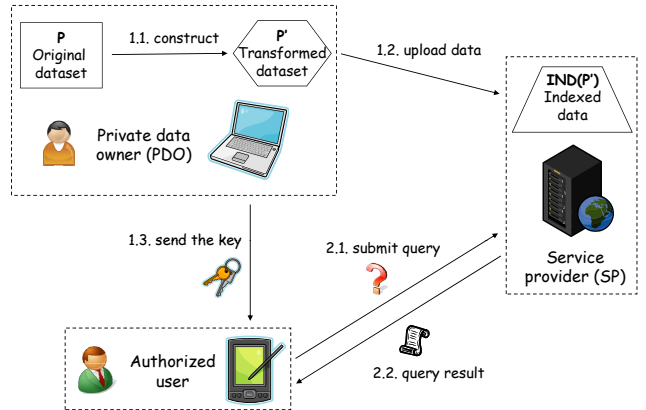 P
Original
dataset
1.1. construct
P'
Transformed
dataset
1.2. upload data
IND(P')
Indexed
data
Private data
owner (PDO)
1.3. send the key
2.1. submit query
Service
provider (SP)
Authorized
user
2.2. query result